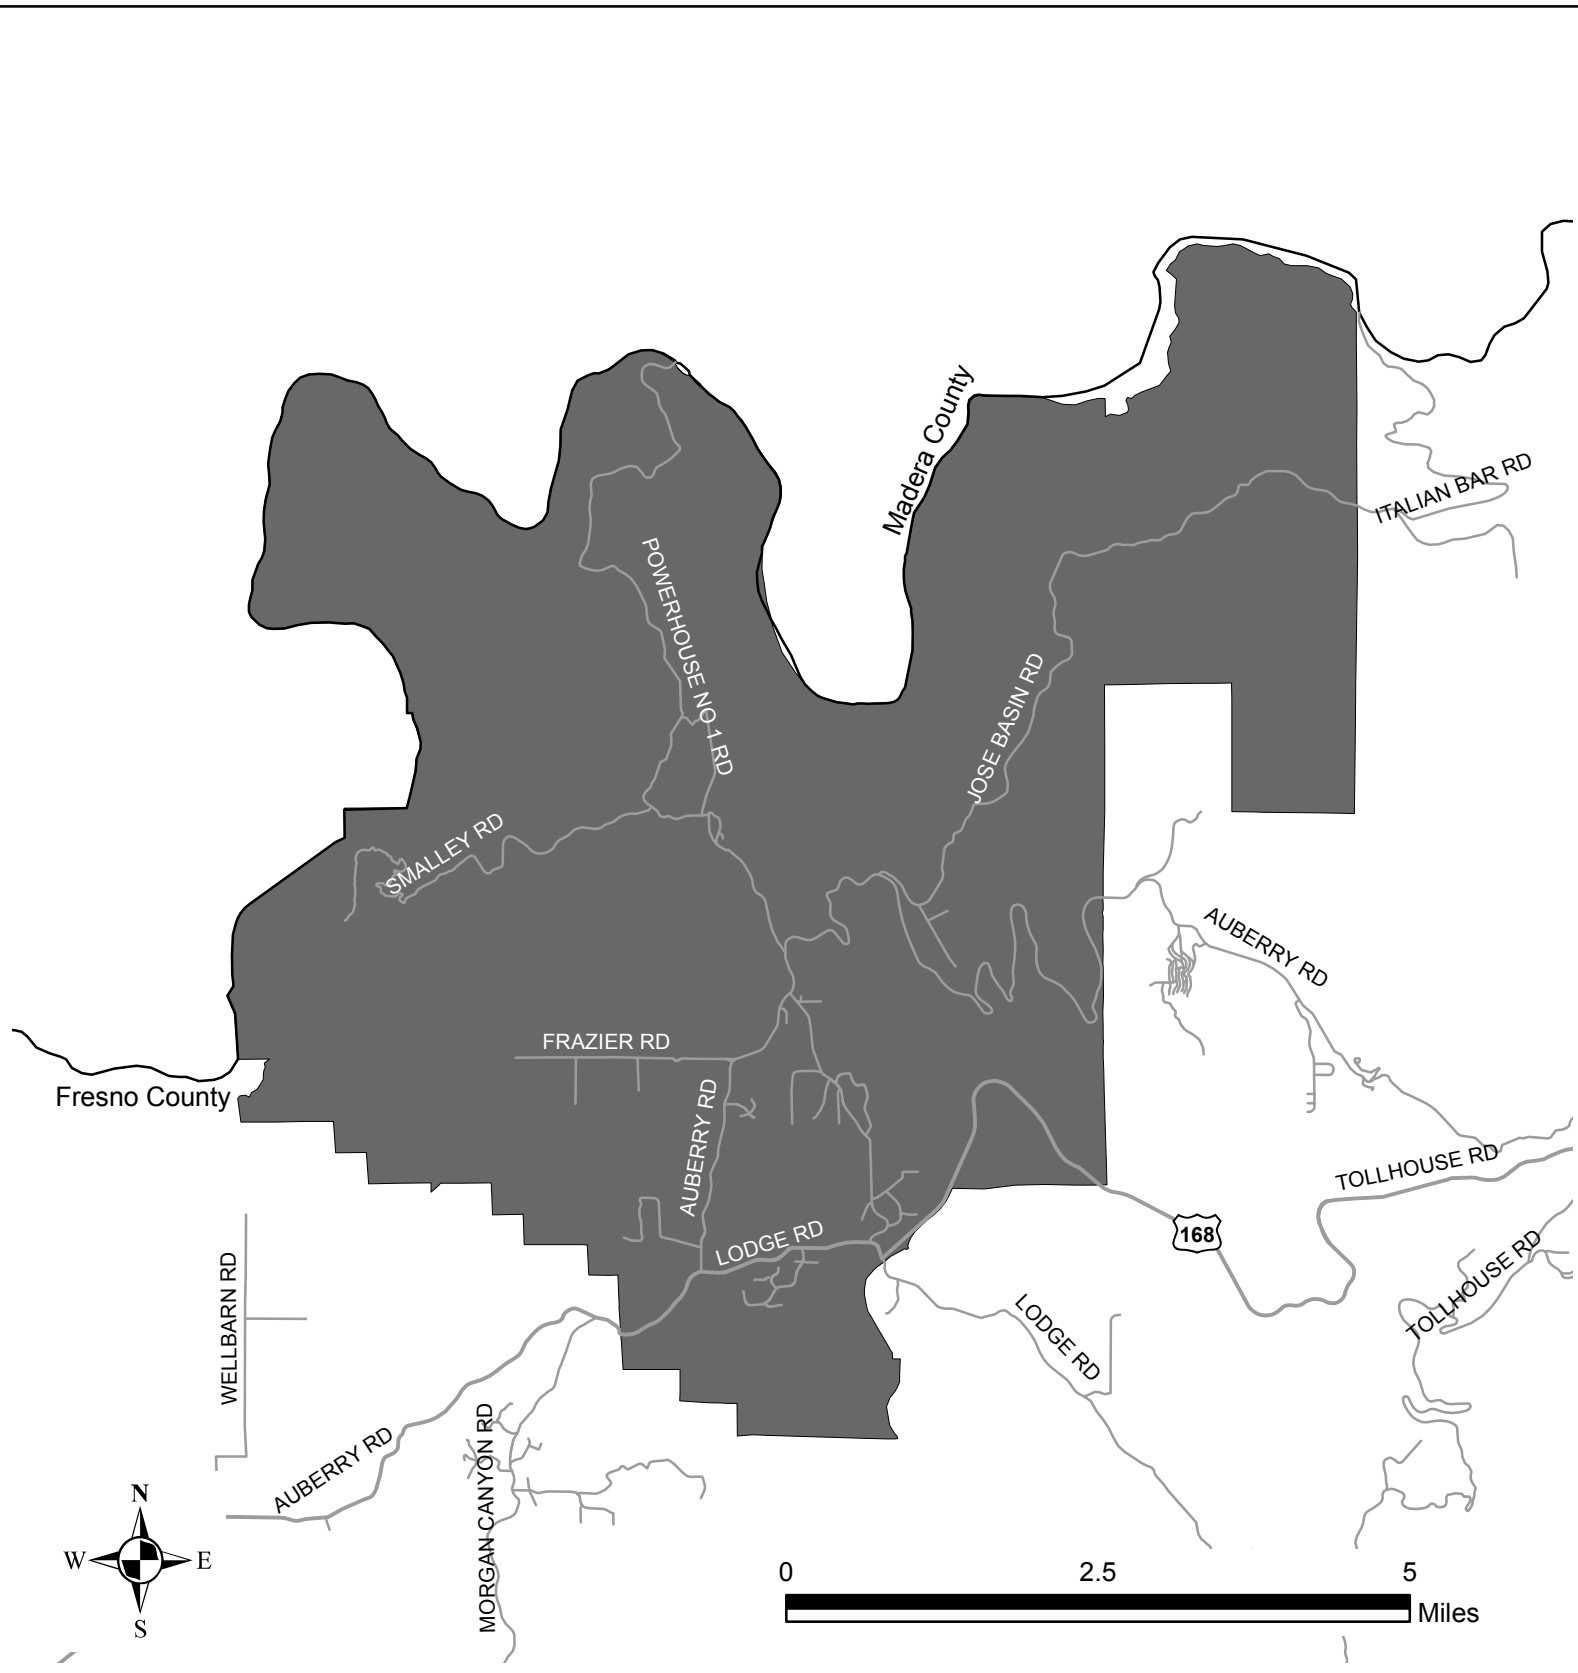 Madera County
ITALIAN BAR RD
POWERHOUSE NO 1 RD
JOSE BASIN RD
SMALLEY RD
AUBERRY RD
FRAZIER RD
Fresno County
AUBERRY RD
TOLLHOUSE RD
LODGE RD
168
TOLLHOUSE RD
WELLBARN RD
LODGE RD
AUBERRY RD
MORGAN CANYON RD
N
W E
S
0 2.5 5
Miles